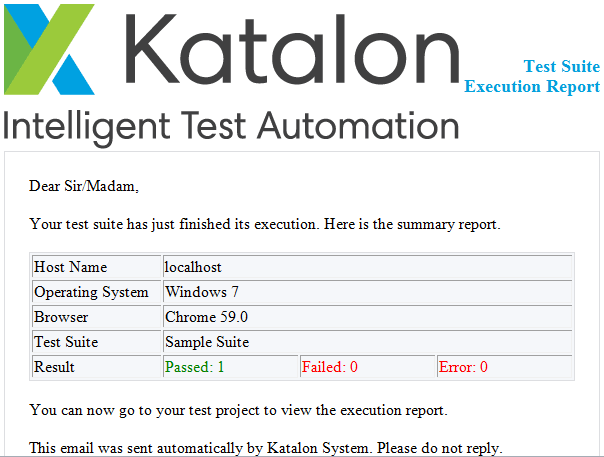 Katalon
Test Suite
Execution Report
Intelligent Test Automation
Dear Sir/Madam,
Your test suite has just finished its execution. Here is the summary report.
Host Name localhost
Operating System Windows 7
Browser Chrome 59.0
Test Suite Sample Suite
Result Passed: 1 Failed: 0 Error: 0
You can now go to your test project to view the execution report.
This email was sent automatically by Katalon System. Please do not reply.